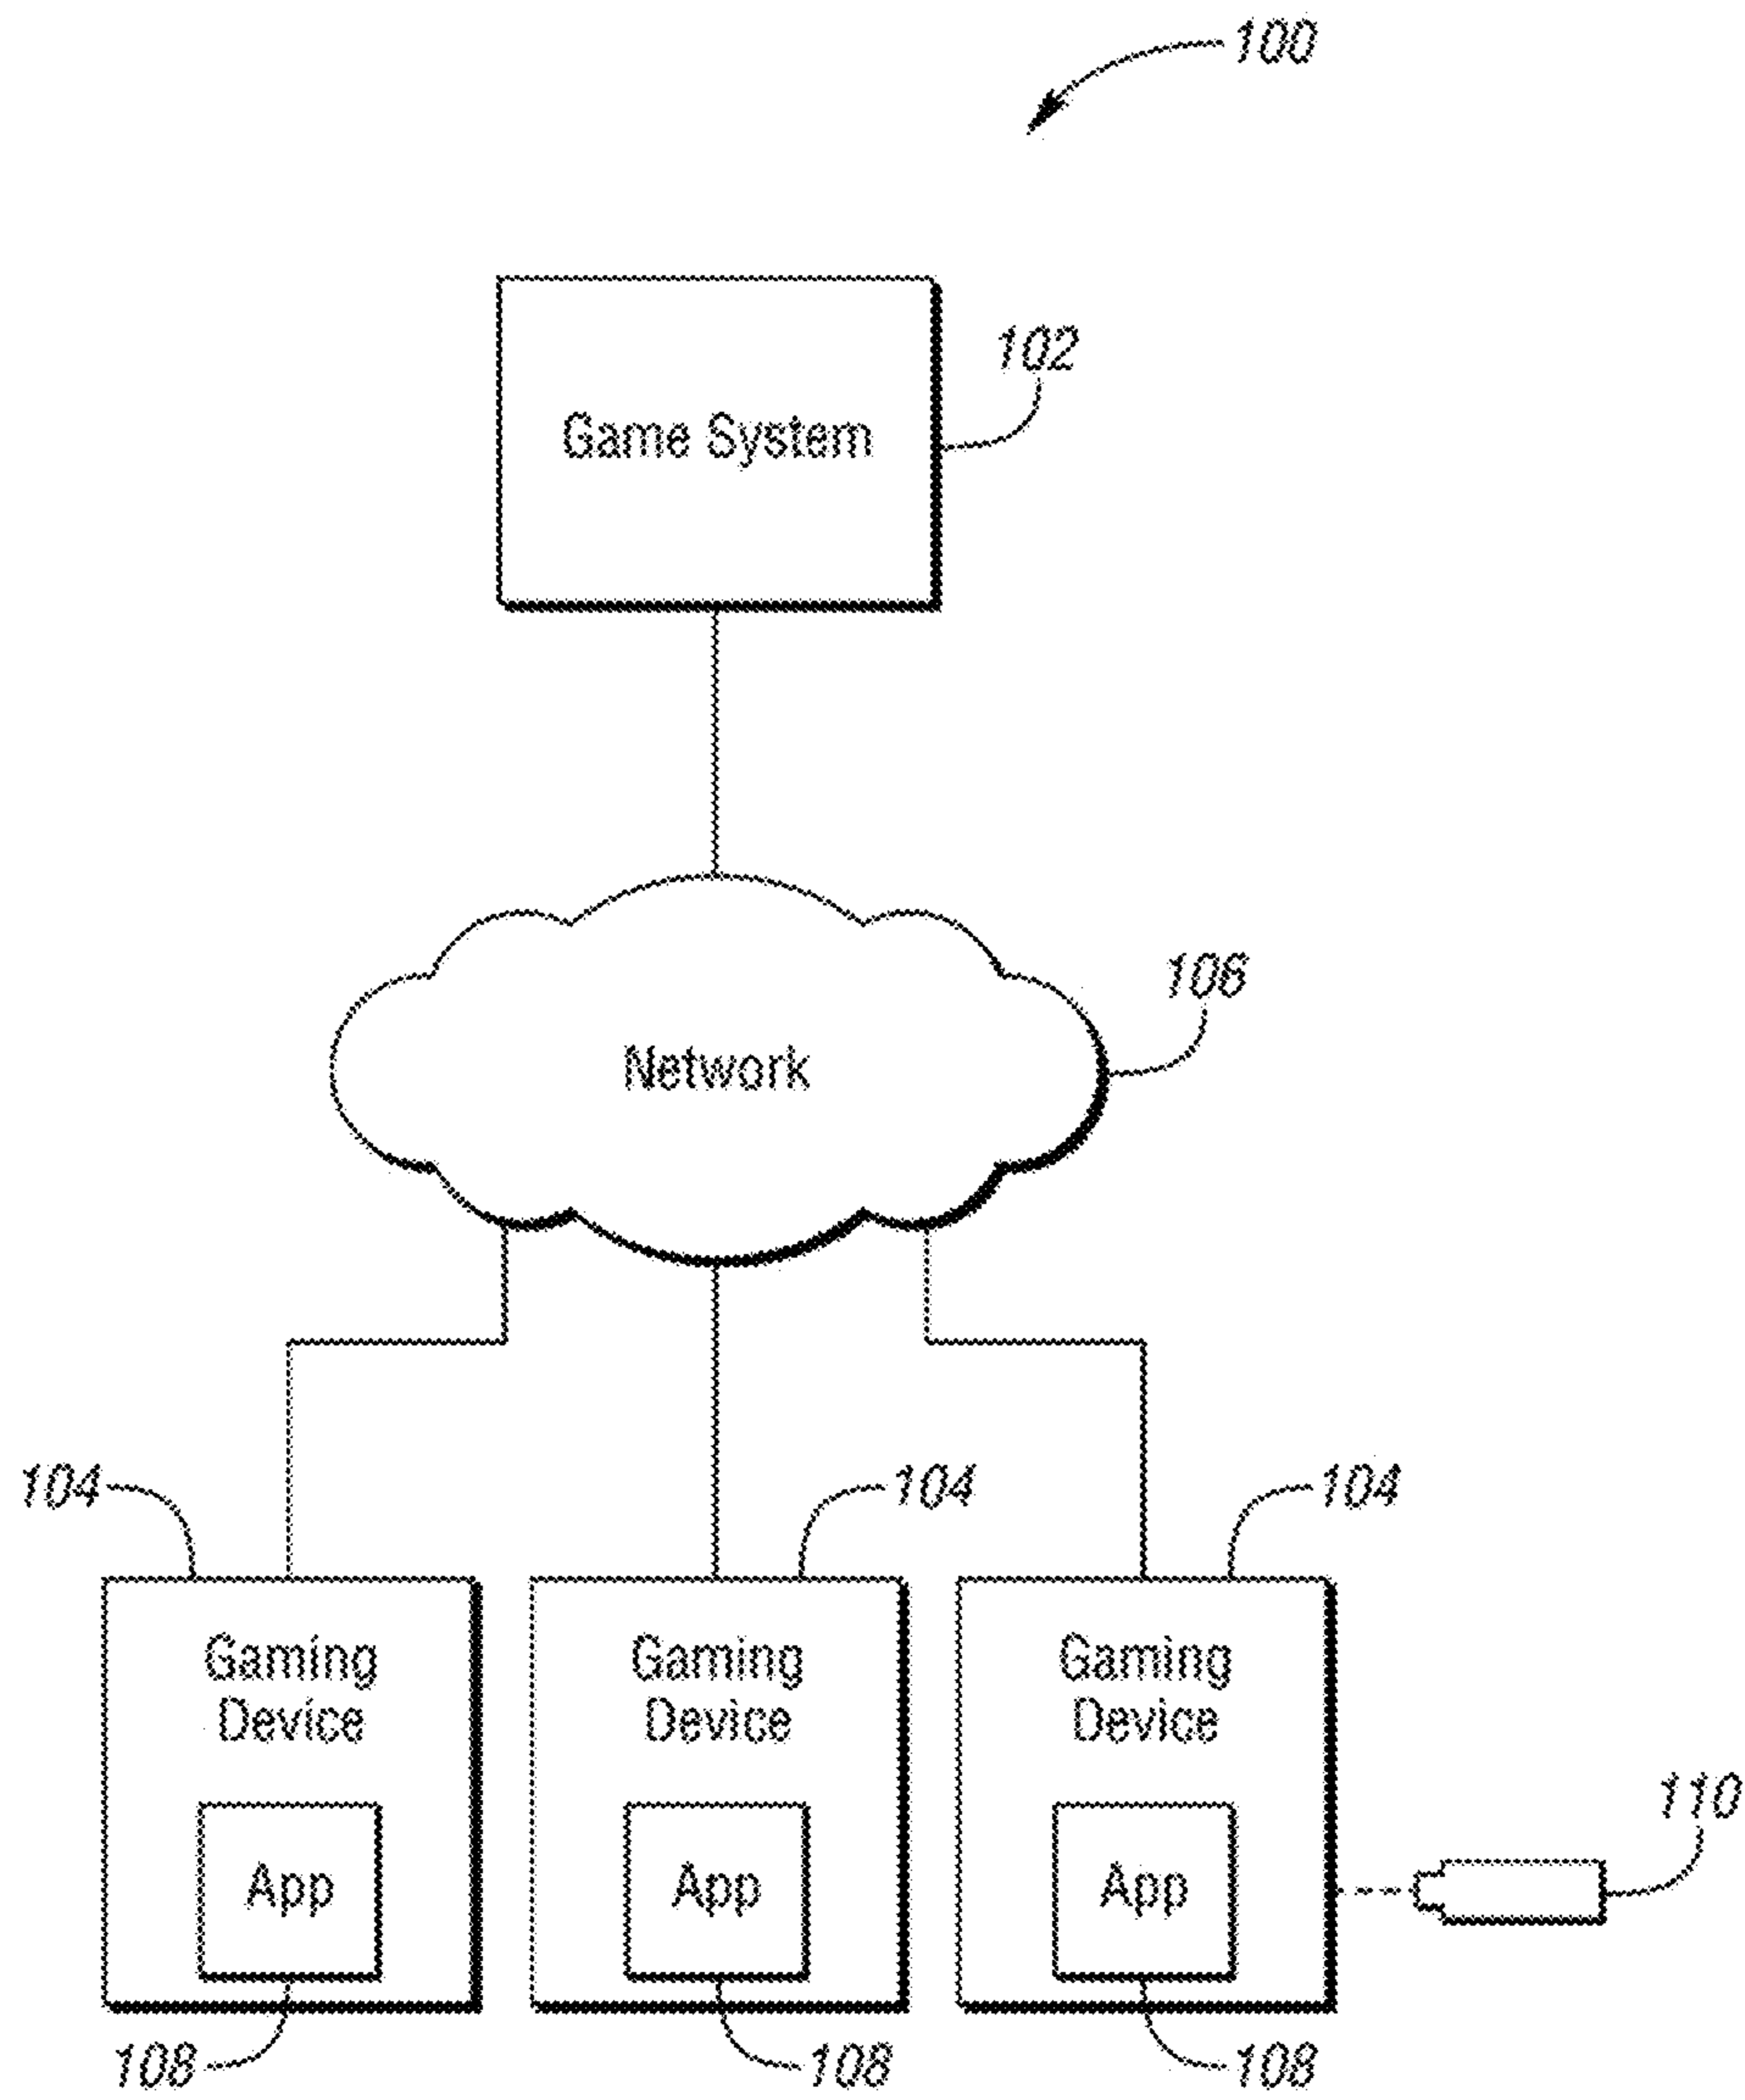 100
102
Game System
106
Network
104 104 104
Gaming Gaming Gaming
Device Device Device
110
App App App
108 108 108